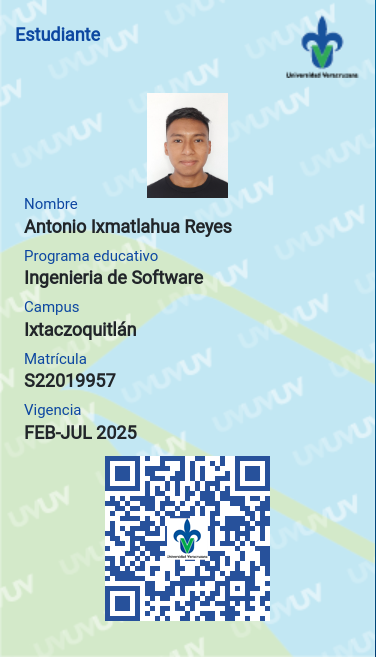 Estudiante
Universidad Veracruzana
Nombre
Antonio Ixmatlahua Reyes
Programa educativo
Ingenieria de Software
Campus
Ixtaczoquitlán
Matrícula
S22019957
Vigencia
FEB-JUL 2025
Universidad Veracruzana